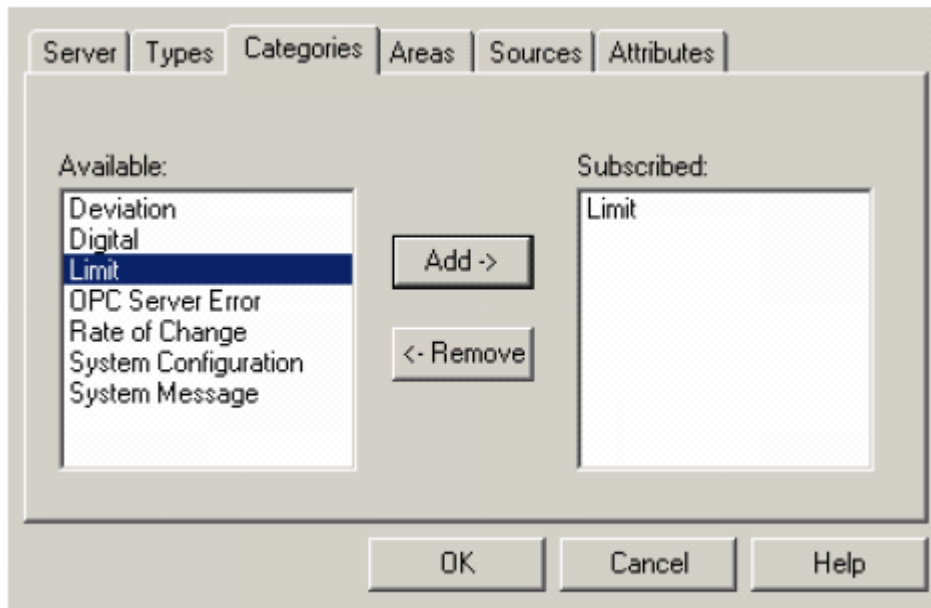 Server Types Categories Areas Sources Attributes
Available:
Deviation
Digital
Limit
OPC Server Error
Rate of Change
System Configuration
System Message
Add ->
<- Remove
Subscribed:
Limit
OK Cancel Help